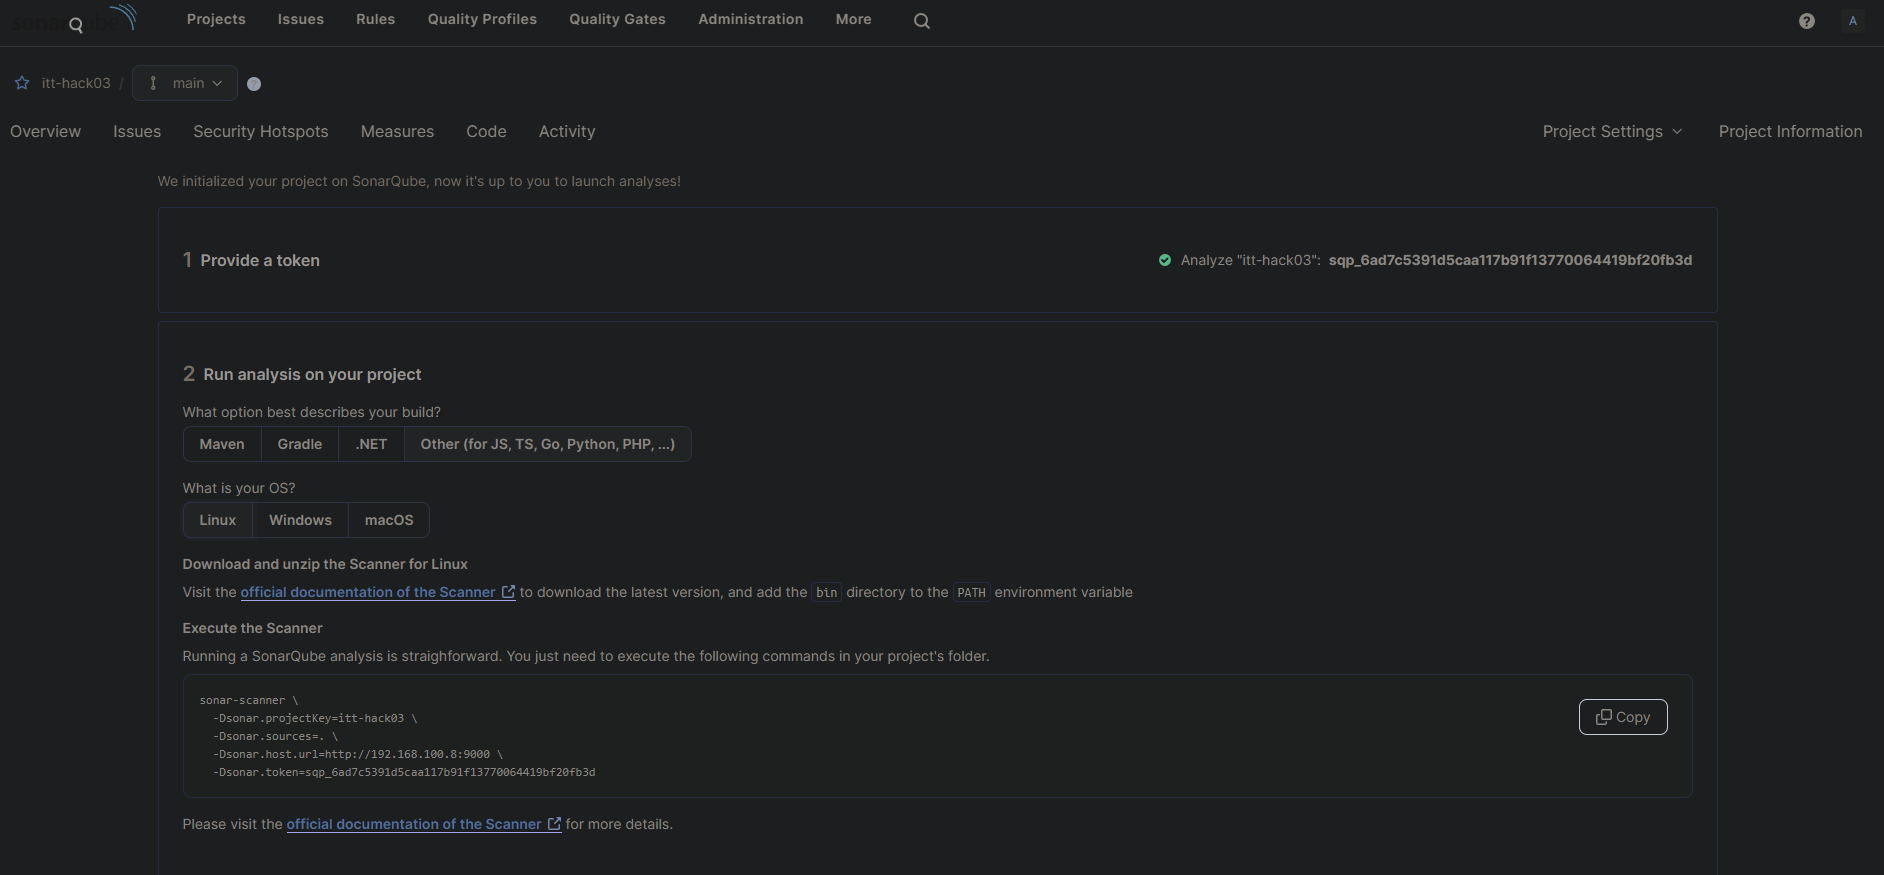 sonarqube Projects Issues Rules Quality Profiles Quality Gates Administration More ? A
itt-hack03 / main
Overview Issues Security Hotspots Measures Code Activity Project Settings Project Information
We initialized your project on SonarQube, now it's up to you to launch analyses!
1 Provide a token Analyze "itt-hack03": sqp_6ad7c5391d5caa117b91f13770064419bf20fb3d
2 Run analysis on your project
What option best describes your build?
Maven Gradle .NET Other (for JS, TS, Go, Python, PHP, ...)
What is your OS?
Linux Windows macOS
Download and unzip the Scanner for Linux
Visit the official documentation of the Scanner to download the latest version, and add the bin directory to the PATH environment variable
Execute the Scanner
Running a SonarQube analysis is straighforward. You just need to execute the following commands in your project's folder.
sonar-scanner \
-Dsonar.projectKey=itt-hack03 \
-Dsonar.sources=. \
-Dsonar.host.url=http://192.168.100.8:9000 \
-Dsonar.token=sqp_6ad7c5391d5caa117b91f13770064419bf20fb3d
Copy
Please visit the official documentation of the Scanner for more details.